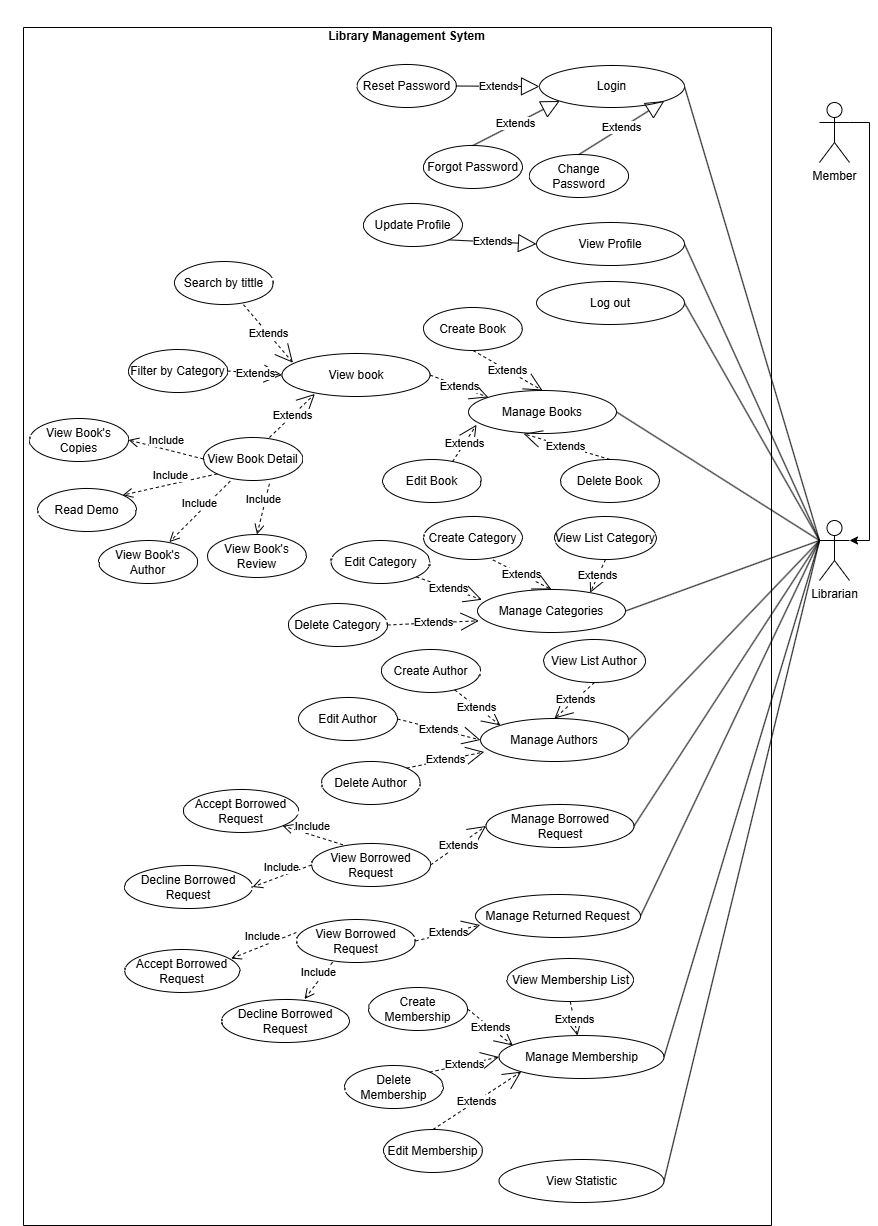 Library Management Sytem
Reset Password
Extends
Login
Extends
Extends
Forgot Password
Change
Password
Member
Update Profile
Extends
View Profile
Search by tittle
Log out
Extends
Create Book
Filter by Category
Extends
View book
Extends
Extends
Extends
Manage Books
View Book's
Copies
Include
View Book Detail
Extends
Extends
Include
Include
Include
Edit Book
Delete Book
Read Demo
View Book's
Author
View Book's
Review
Create Category
View List Category
Edit Category
Extends
Extends
Extends
Librarian
Delete Category
Extends
Manage Categories
Create Author
View List Author
Extends
Extends
Edit Author
Extends
Manage Authors
Extends
Delete Author
Accept Borrowed
Request
Include
Manage Borrowed
Request
Extends
View Borrowed
Request
Include
Decline Borrowed
Request
Manage Returned Request
Include
View Borrowed
Request
Extends
Accept Borrowed
Request
Include
View Membership List
Create
Membership
Decline Borrowed
Request
Extends
Extends
Manage Membership
Extends
Delete
Membership
Extends
Edit Membership
View Statistic